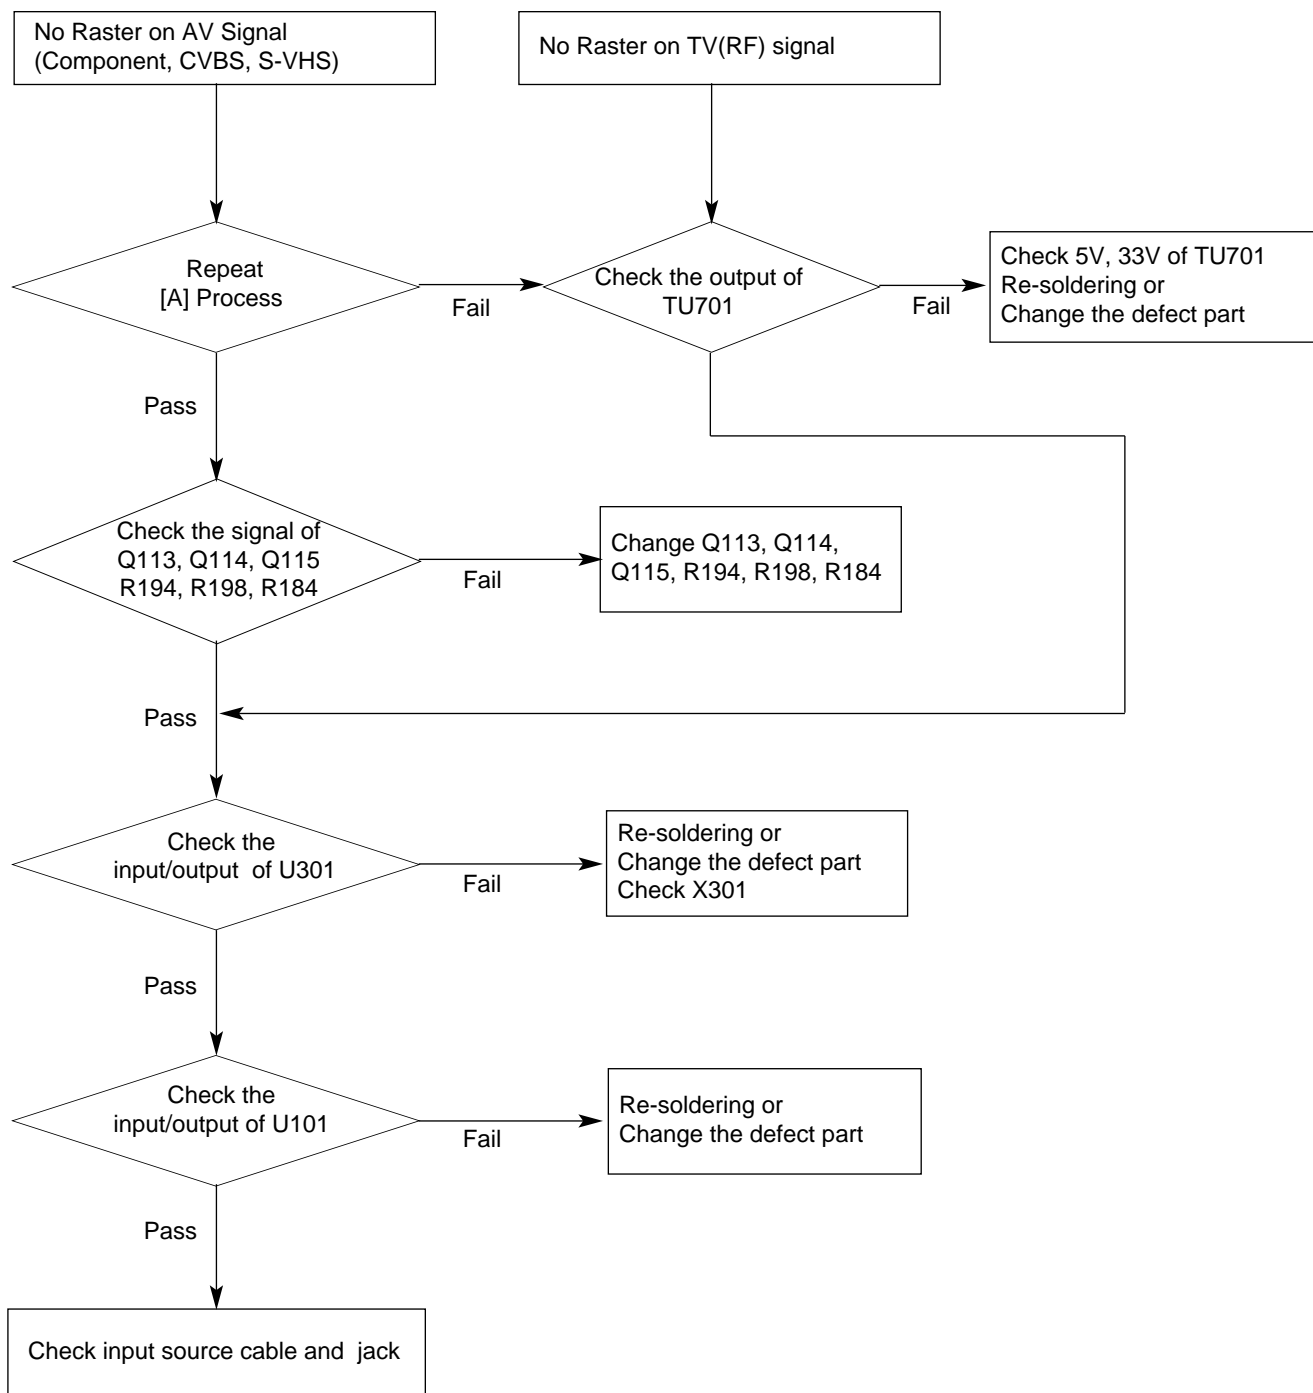 No Raster on AV Signal
(Component, CVBS, S-VHS)
No Raster on TV(RF) signal
Repeat
[A] Process
Fail
Check the output of
TU701
Fail
Check 5V, 33V of TU701
Re-soldering or
Change the defect part
Pass
Check the signal of
Q113, Q114, Q115
R194, R198, R184
Fail
Change Q113, Q114,
Q115, R194, R198, R184
Pass
Check the
input/output of U301
Fail
Re-soldering or
Change the defect part
Check X301
Pass
Check the
input/output of U101
Fail
Re-soldering or
Change the defect part
Pass
Check input source cable and jack